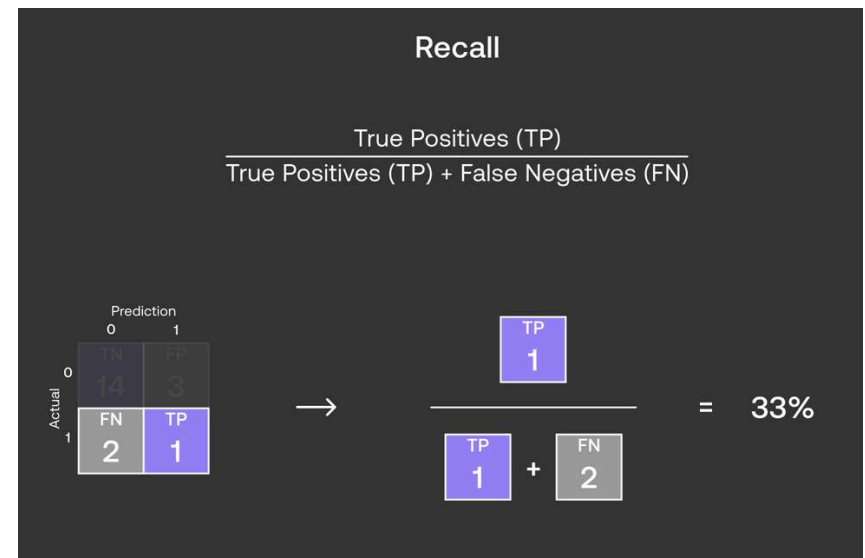 Recall
True Positives (TP)
True Positives (TP) + False Negatives (FN)
Prediction
0 1
TN FP
0
14 3
Actual
FN TP
1
2 1
→
TP
1
TP FN
1 + 2
= 33%